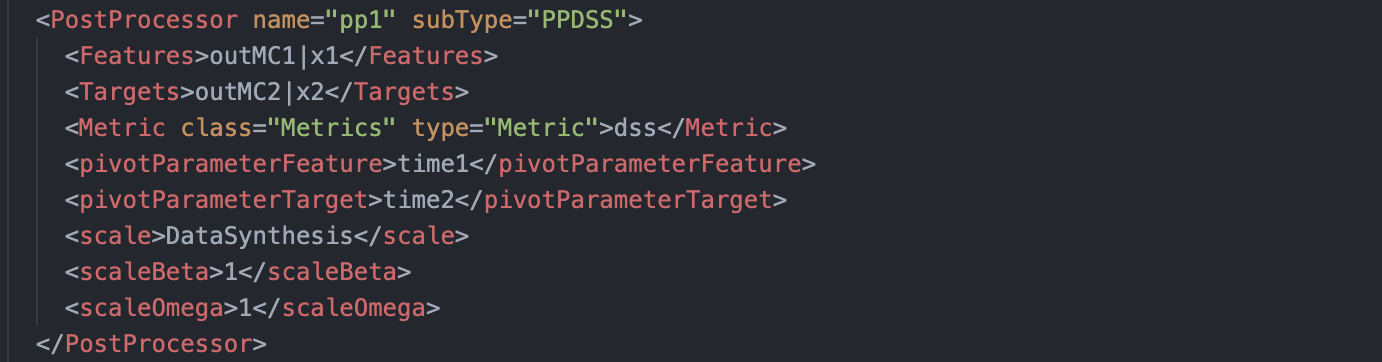 <PostProcessor name="pp1" subType="PPDSS">
<Features>outMC1|x1</Features>
<Targets>outMC2|x2</Targets>
<Metric class="Metrics" type="Metric">dss</Metric>
<pivotParameterFeature>time1</pivotParameterFeature>
<pivotParameterTarget>time2</pivotParameterTarget>
<scale>DataSynthesis</scale>
<scaleBeta>1</scaleBeta>
<scaleOmega>1</scaleOmega>
</PostProcessor>